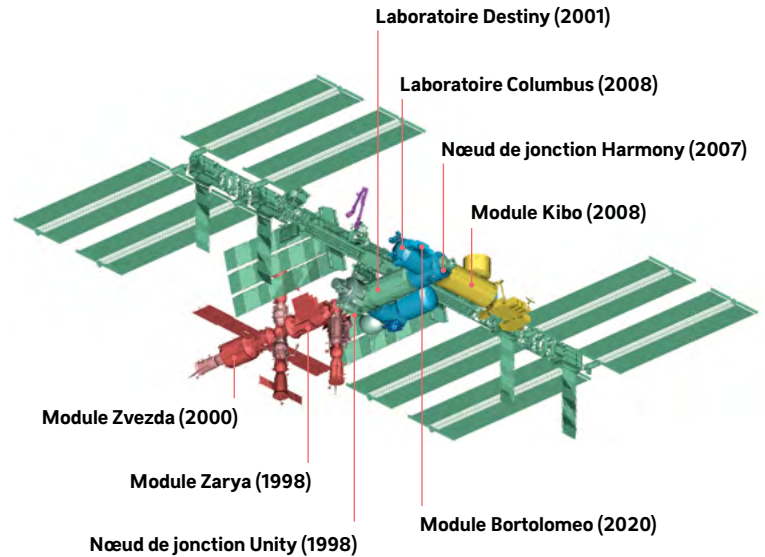 Laboratoire Destiny (2001)
Laboratoire Columbus (2008)
Nœud de jonction Harmony (2007)
Module Kibo (2008)
Module Zvezda (2000)
Module Zarya (1998)
Module Bortolomeo (2020)
Nœud de jonction Unity (1998)